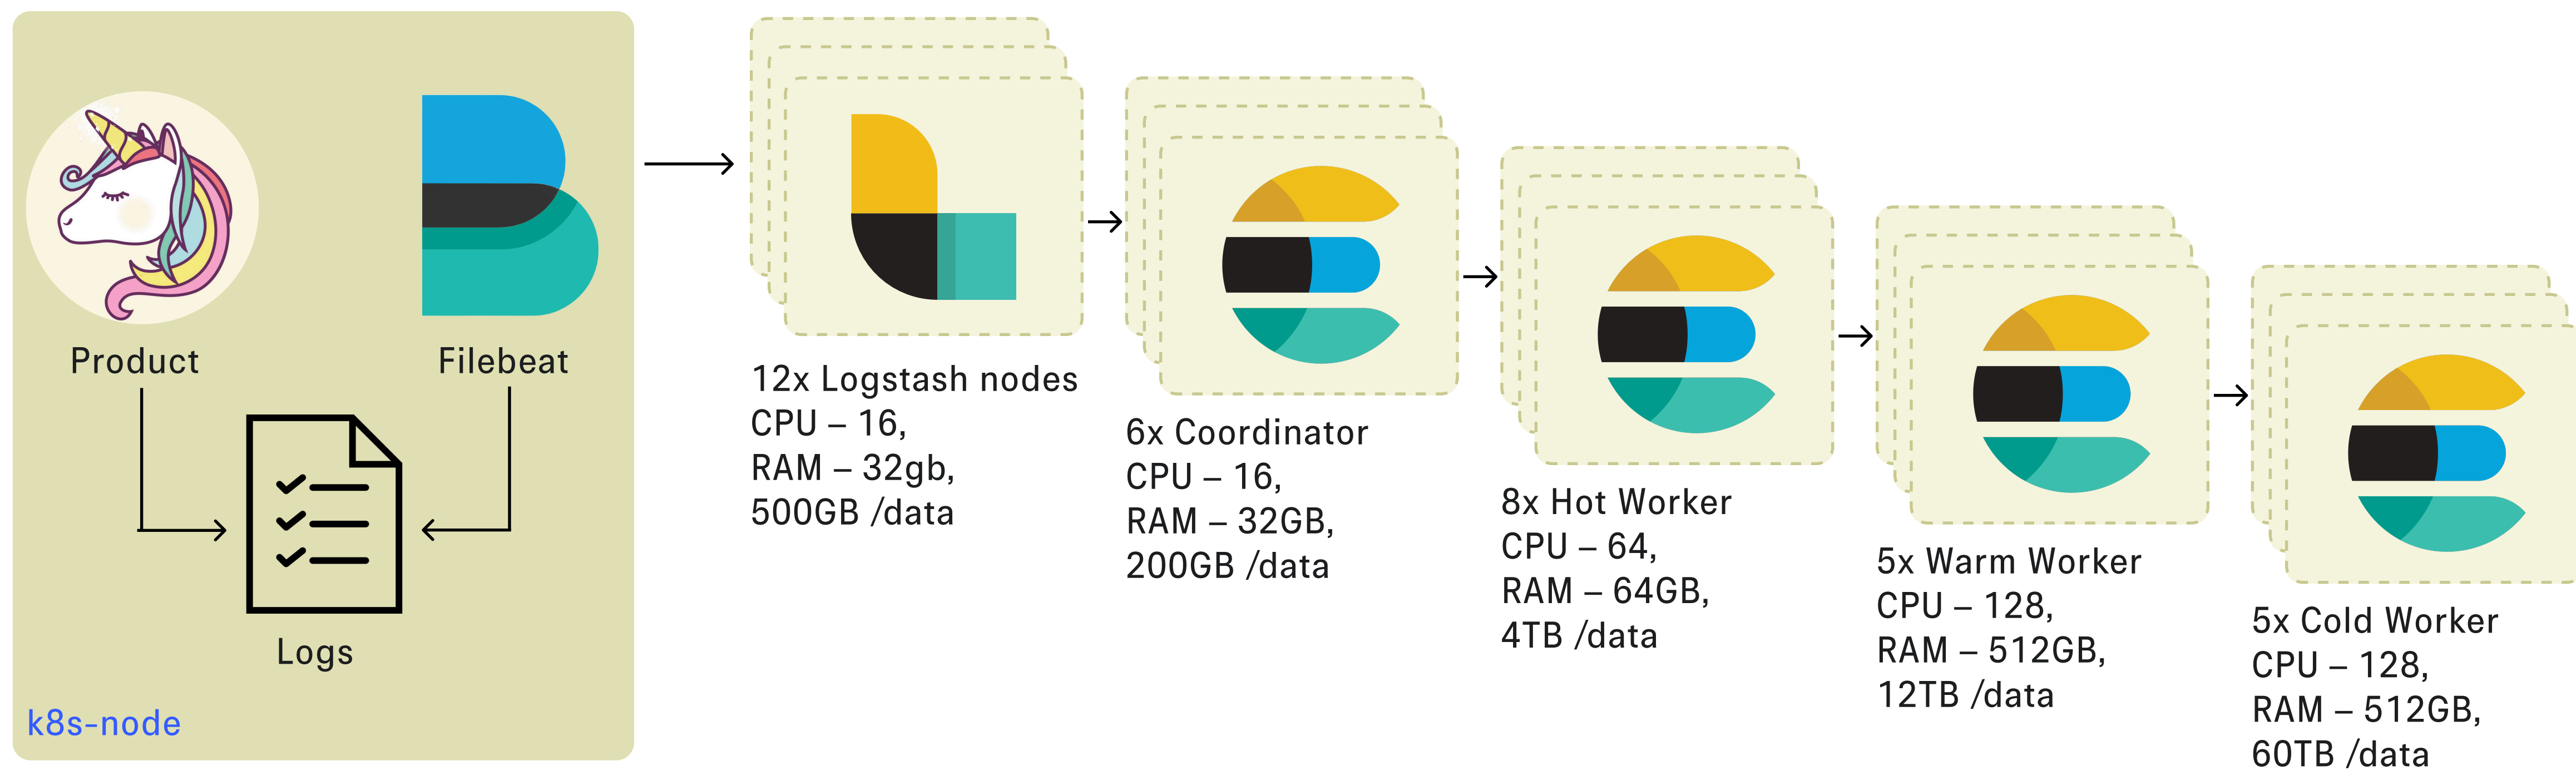 Product
Filebeat
Logs
k8s-node
12x Logstash nodes
CPU – 16,
RAM – 32gb,
500GB /data
6x Coordinator
CPU – 16,
RAM – 32GB,
200GB /data
8x Hot Worker
CPU – 64,
RAM – 64GB,
4TB /data
5x Warm Worker
CPU – 128,
RAM – 512GB,
12TB /data
5x Cold Worker
CPU – 128,
RAM – 512GB,
60TB /data